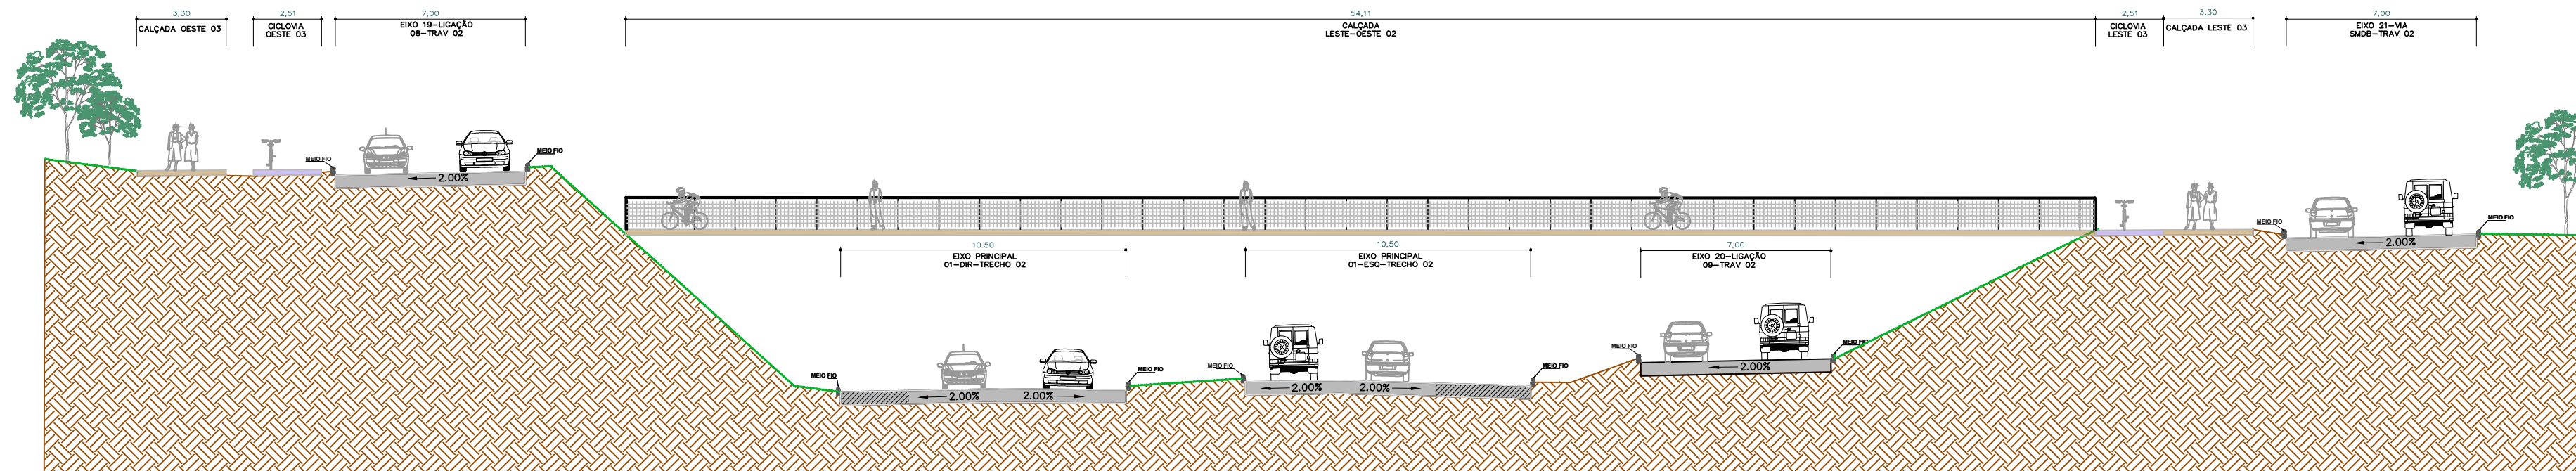 3,30
CALÇADA OESTE 03
2,51
CICLOVIA
OESTE 03
7,00
EIXO 19-LIGAÇÃO
08-TRAV 02
54,11
CALÇADA
LESTE-OESTE 02
2,51
CICLOVIA
LESTE 03
3,30
CALÇADA LESTE 03
7,00
EIXO 21-VIA
SMDB-TRAV 02
MEIO FIO
MEIO FIO
2.00%
MEIO FIO
MEIO FIO
2.00%
10.50
EIXO PRINCIPAL
01-DIR-TRECHO 02
10,50
EIXO PRINCIPAL
01-ESQ-TRECHO 02
7,00
EIXO 20-LIGAÇÃO
09-TRAV 02
MEIO FIO
MEIO FIO
2.00%
2.00%
MEIO FIO
MEIO FIO
2.00%
2.00%
MEIO FIO
MEIO FIO
2.00%